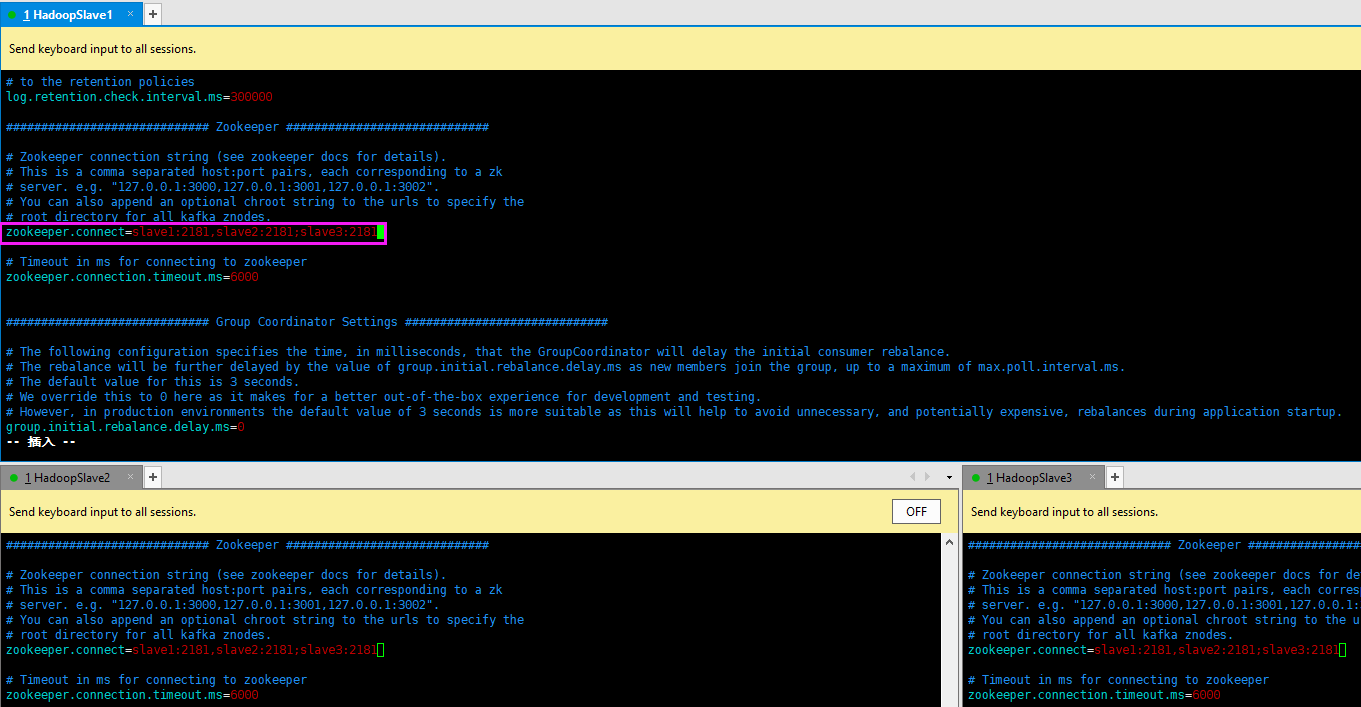 1 HadoopSlave1 × +
Send keyboard input to all sessions.
# to the retention policies
log.retention.check.interval.ms=300000
############################# Zookeeper #############################
# Zookeeper connection string (see zookeeper docs for details).
# This is a comma separated host:port pairs, each corresponding to a zk
# server. e.g. "127.0.0.1:3000,127.0.0.1:3001,127.0.0.1:3002".
# You can also append an optional chroot string to the urls to specify the
# root directory for all kafka znodes.
zookeeper.connect=slave1:2181,slave2:2181;slave3:2181
# Timeout in ms for connecting to zookeeper
zookeeper.connection.timeout.ms=6000
############################# Group Coordinator Settings #############################
# The following configuration specifies the time, in milliseconds, that the GroupCoordinator will delay the initial consumer rebalance.
# The rebalance will be further delayed by the value of group.initial.rebalance.delay.ms as new members join the group, up to a maximum of max.poll.interval.ms.
# The default value for this is 3 seconds.
# We override this to 0 here as it makes for a better out-of-the-box experience for development and testing.
# However, in production environments the default value of 3 seconds is more suitable as this will help to avoid unnecessary, and potentially expensive, rebalances during application startup.
group.initial.rebalance.delay.ms=0
-- 插入 --
1 HadoopSlave2 × +
Send keyboard input to all sessions.
OFF
############################# Zookeeper #############################
# Zookeeper connection string (see zookeeper docs for details).
# This is a comma separated host:port pairs, each corresponding to a zk
# server. e.g. "127.0.0.1:3000,127.0.0.1:3001,127.0.0.1:3002".
# You can also append an optional chroot string to the urls to specify the
# root directory for all kafka znodes.
zookeeper.connect=slave1:2181,slave2:2181;slave3:2181
# Timeout in ms for connecting to zookeeper
zookeeper.connection.timeout.ms=6000
1 HadoopSlave3 × +
Send keyboard input to all sessions.
############################# Zookeeper ################
# Zookeeper connection string (see zookeeper docs for de
# This is a comma separated host:port pairs, each corres
# server. e.g. "127.0.0.1:3000,127.0.0.1:3001,127.0.0.1:
# You can also append an optional chroot string to the u
# root directory for all kafka znodes.
zookeeper.connect=slave1:2181,slave2:2181;slave3:2181
# Timeout in ms for connecting to zookeeper
zookeeper.connection.timeout.ms=6000